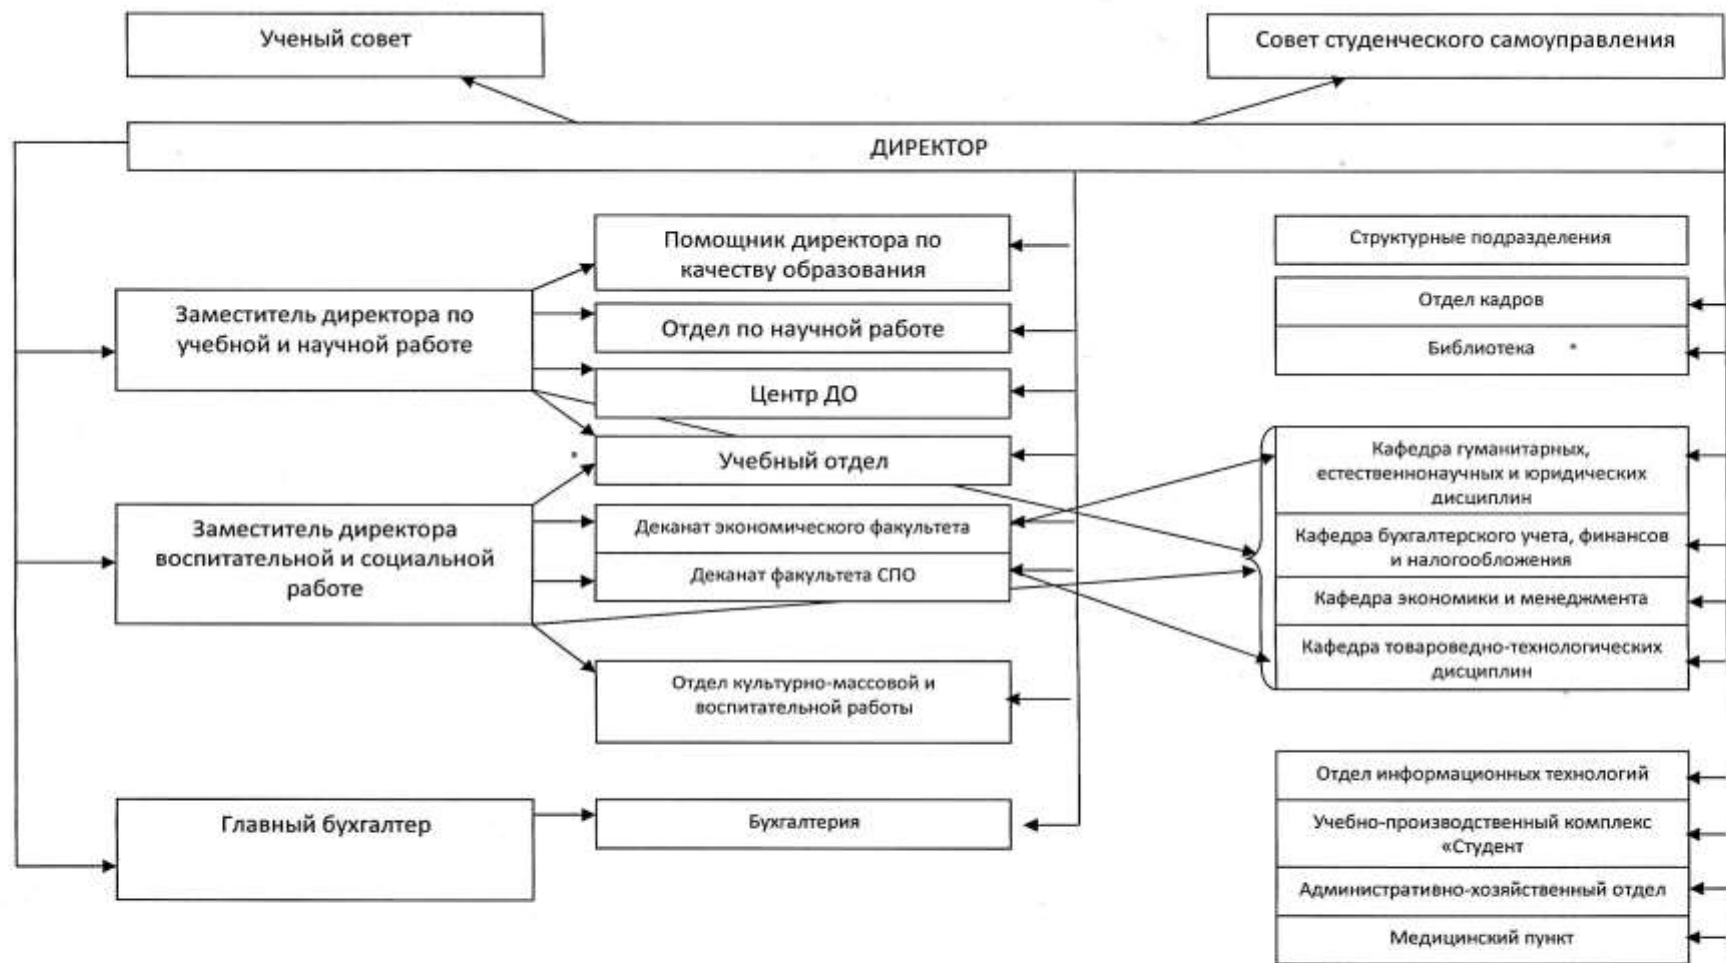 Ученый совет
Совет студенческого самоуправления
ДИРЕКТОР
Помощник директора по
качеству образования
Структурные подразделения
Заместитель директора по
учебной и научной работе
Отдел по научной работе
Отдел кадров
Библиотека
Центр ДО
Учебный отдел
Кафедра гуманитарных,
естественнонаучных и юридических
дисциплин
Заместитель директора
воспитательной и социальной
работе
Деканат экономического факультета
Деканат факультета СПО
Кафедра бухгалтерского учета, финансов
и налогообложения
Кафедра экономики и менеджмента
Кафедра товароведно-технологических
дисциплин
Отдел культурно-массовой и
воспитательной работы
Главный бухгалтер
Бухгалтерия
Отдел информационных технологий
Учебно-производственный комплекс
«Студент
Административно-хозяйственный отдел
Медицинский пункт